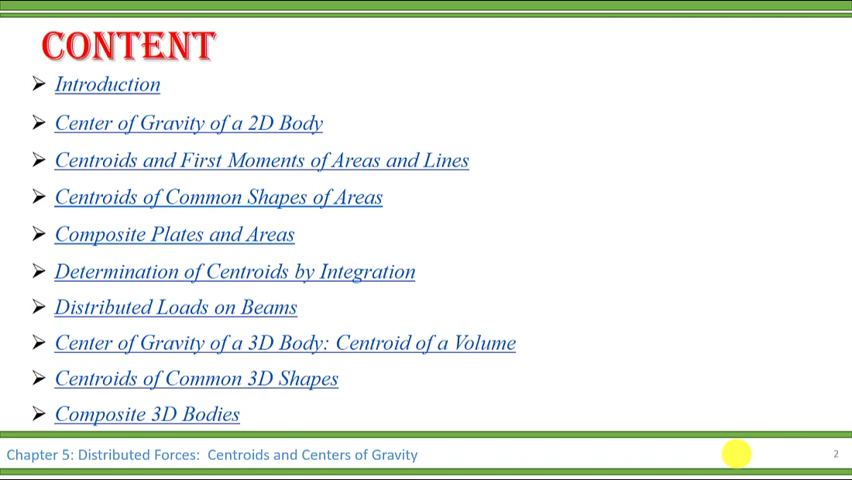 CONTENT
Introduction
Center of Gravity of a 2D Body
Centroids and First Moments of Areas and Lines
Centroids of Common Shapes of Areas
Composite Plates and Areas
Determination of Centroids by Integration
Distributed Loads on Beams
Center of Gravity of a 3D Body: Centroid of a Volume
Centroids of Common 3D Shapes
Composite 3D Bodies
Chapter 5: Distributed Forces: Centroids and Centers of Gravity
2